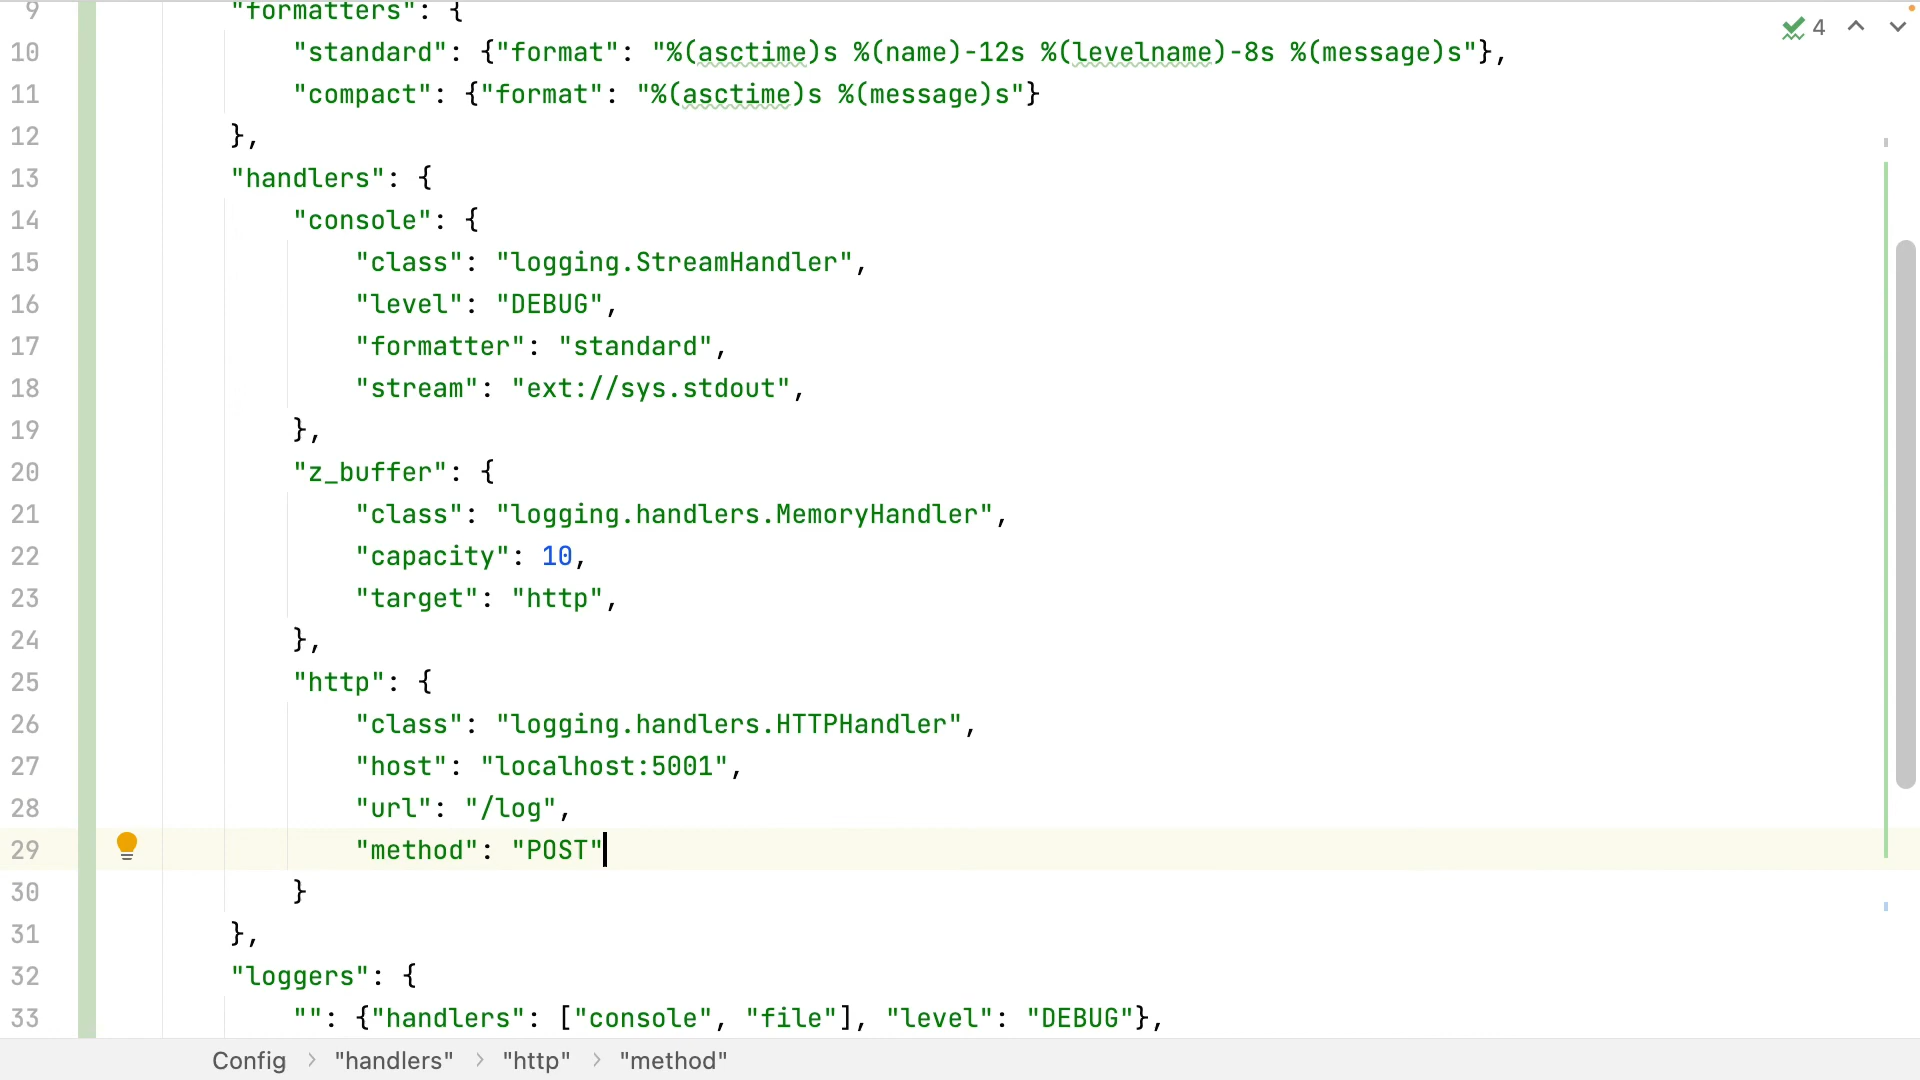 9 "formatters": {
4
10 "standard": {"format": "%(asctime)s %(name)-12s %(levelname)-8s %(message)s"},
11 "compact": {"format": "%(asctime)s %(message)s"}
12 },
13 "handlers": {
14 "console": {
15 "class": "logging.StreamHandler",
16 "level": "DEBUG",
17 "formatter": "standard",
18 "stream": "ext://sys.stdout",
19 },
20 "z_buffer": {
21 "class": "logging.handlers.MemoryHandler",
22 "capacity": 10,
23 "target": "http",
24 },
25 "http": {
26 "class": "logging.handlers.HTTPHandler",
27 "host": "localhost:5001",
28 "url": "/log",
29 "method": "POST"
30 }
31 },
32 "loggers": {
33 "": {"handlers": ["console", "file"], "level": "DEBUG"},
Config > "handlers" > "http" > "method"